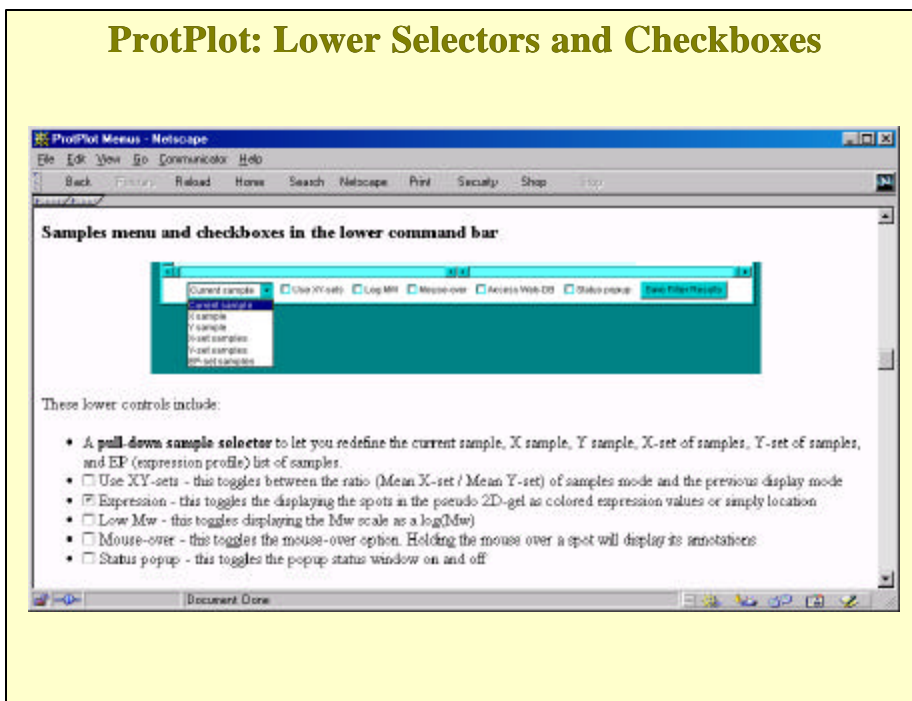 ProtPlot: Lower Selectors and Checkboxes
ProtPlot Menus - Netscape
File Edit View Go Communicator Help
Back Forward Reload Home Search Netscape Print Security Shop Stop
Samples menu and checkboxes in the lower command bar
Current sample Use XY-sets Log MW Mouse-over Access Web-DB Status popup Save Filter Results
Current sample
X sample
Y sample
X-set samples
Y-set samples
EP-set samples
These lower controls include:
• A pull-down sample selector to let you redefine the current sample, X sample, Y sample, X-set of samples, Y-set of samples,
and EP (expression profile) list of samples.
• Use XY-sets - this toggles between the ratio (Mean X-set / Mean Y-set) of samples mode and the previous display mode
• Expression - this toggles the displaying the spots in the pseudo 2D-gel as colored expression values or simply location
• Low Mw - this toggles displaying the Mw scale as a log(Mw)
• Mouse-over - this toggles the mouse-over option. Holding the mouse over a spot will display its annotations
• Status popup - this toggles the popup status window on and off
Document Done